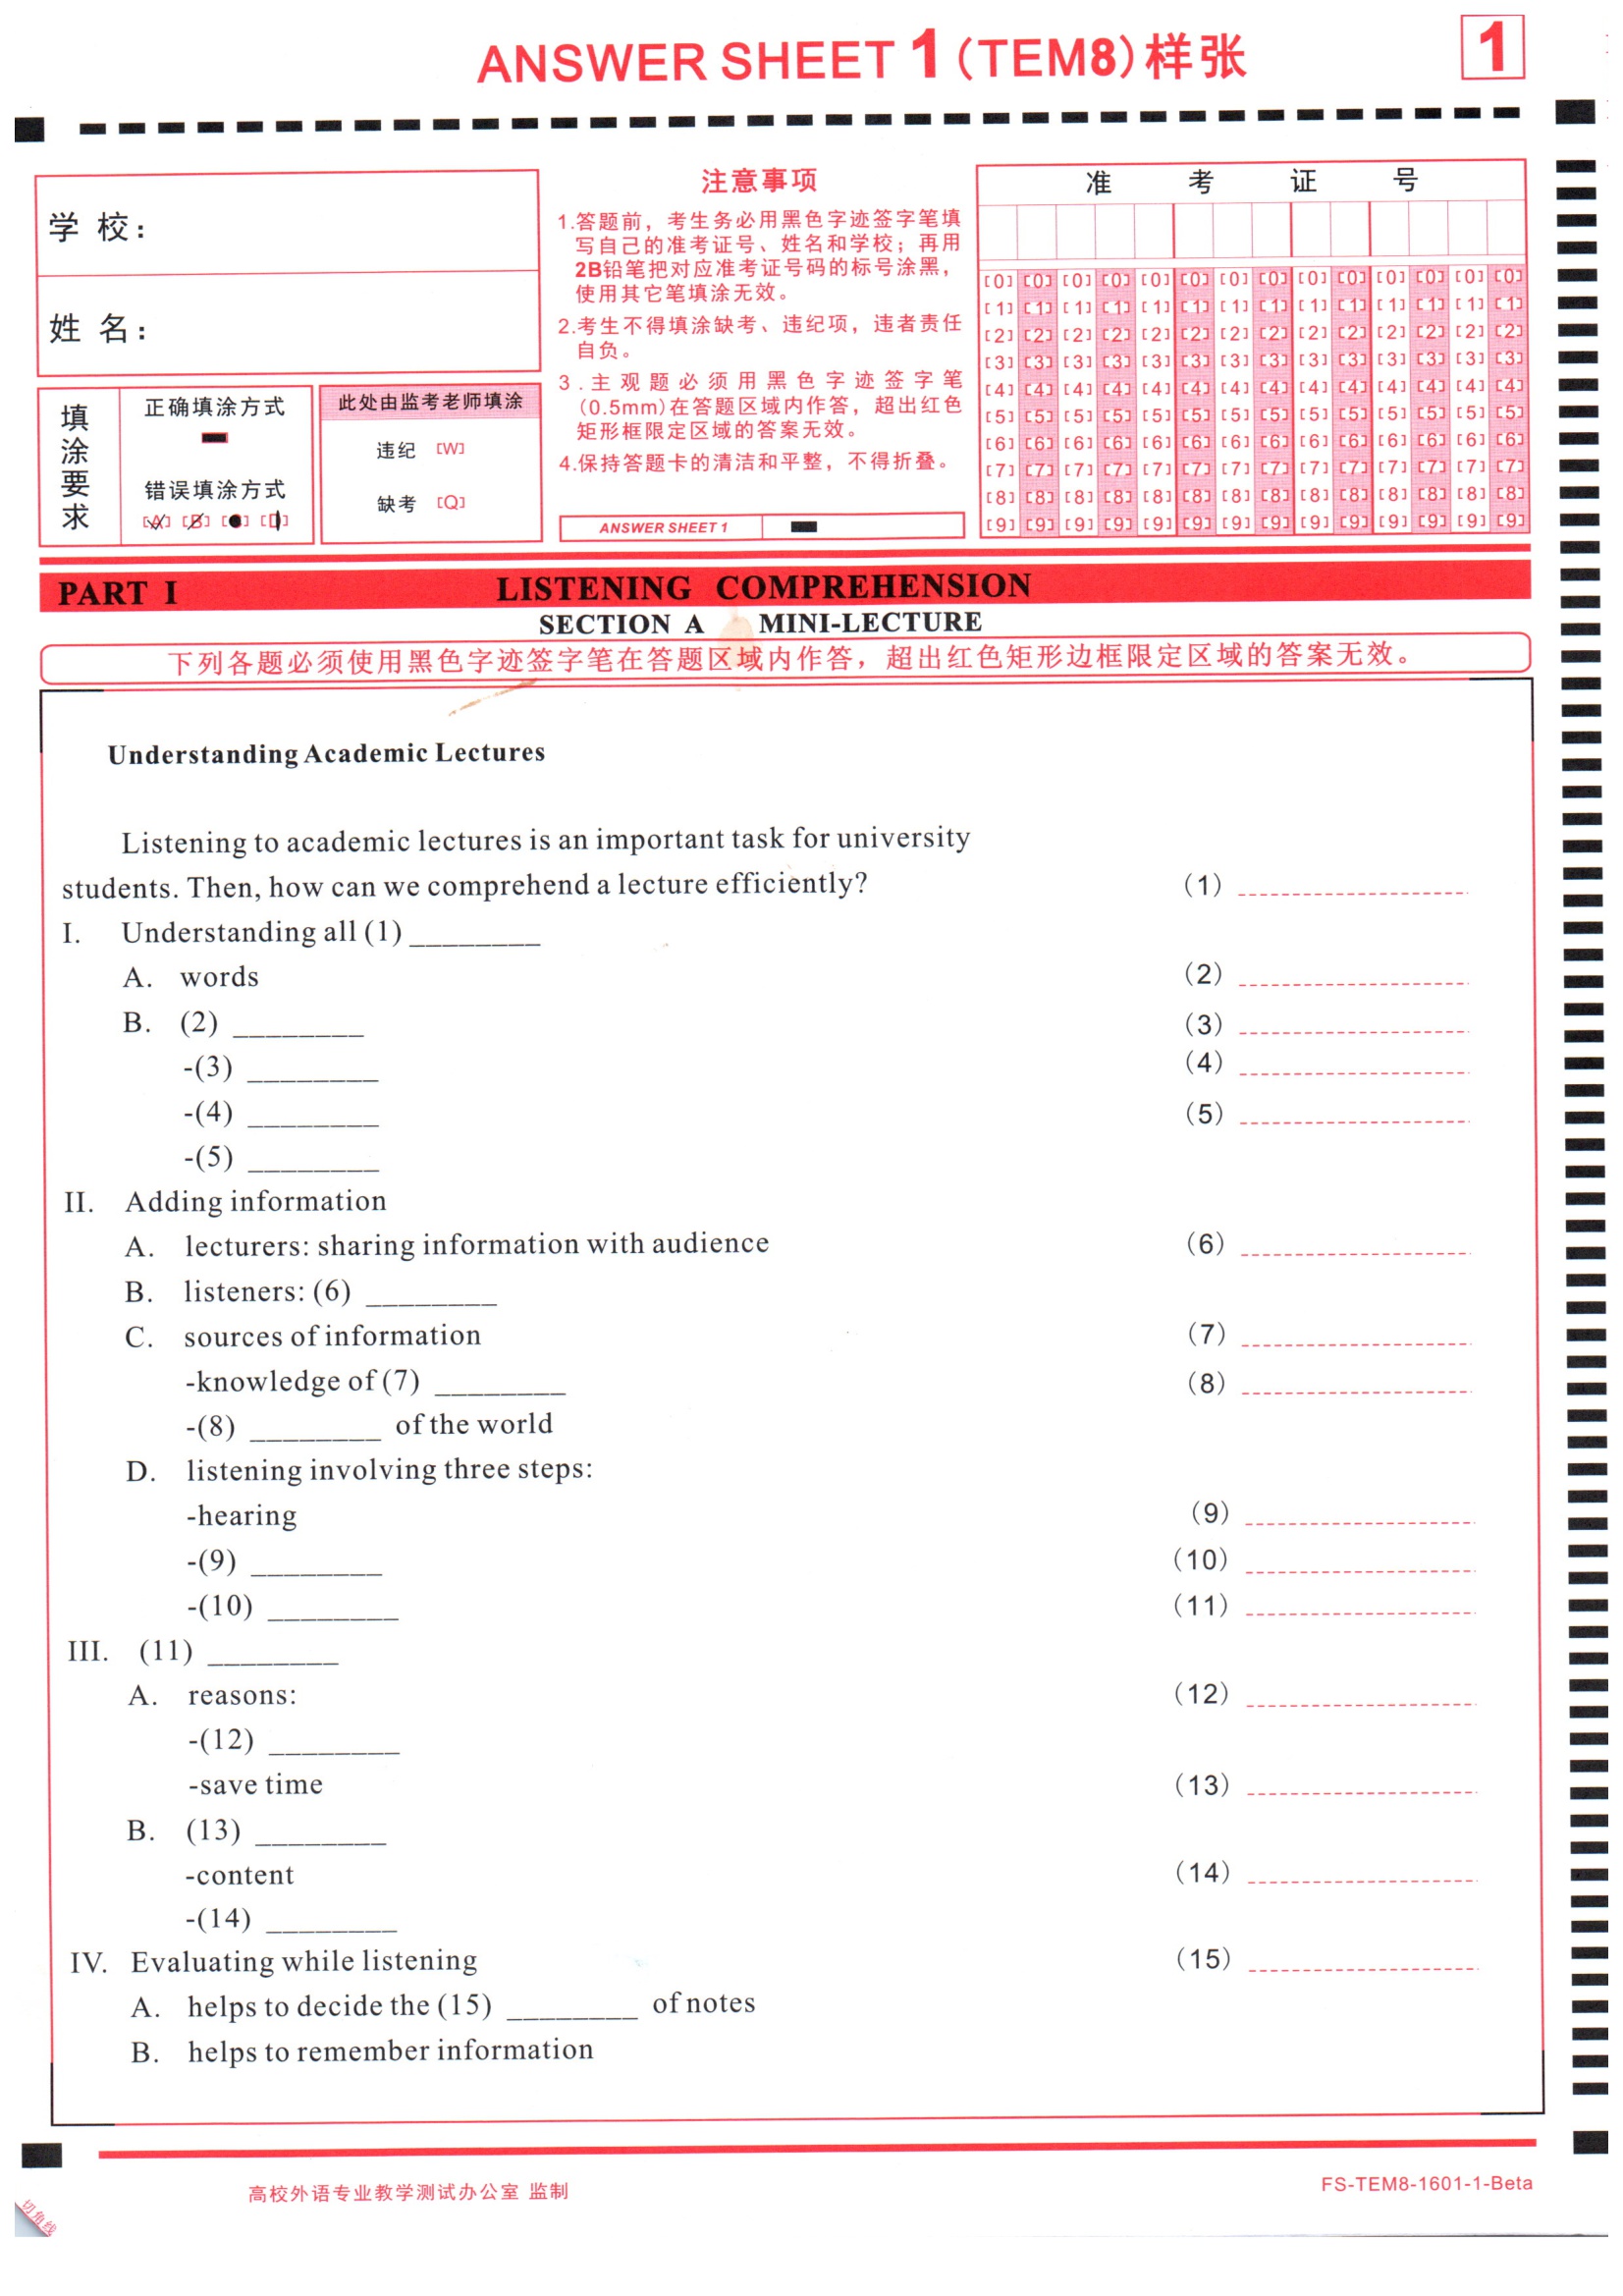 ANSWER SHEET 1 (TEM8) 样张
1
学 校：
姓 名：
填涂要求
正确填涂方式
错误填涂方式
[A] [B] [C] [D]
此处由监考老师填涂
违纪 [W]
缺考 [Q]
注意事项
1.答题前，考生务必用黑色字迹签字笔填
写自己的准考证号、姓名和学校；再用
2B铅笔把对应准考证号码的标号涂黑，
使用其它笔填涂无效。
2.考生不得填涂缺考、违纪项，违者责任
自负。
3.主观题必须用黑色字迹签字笔
(0.5mm)在答题区域内作答，超出红色
矩形框限定区域的答案无效。
4.保持答题卡的清洁和平整，不得折叠。
ANSWER SHEET 1
准 考 证 号
[0] [0] [0] [0] [0] [0] [0] [0] [0] [0] [0] [0] [0] [0]
[1] [1] [1] [1] [1] [1] [1] [1] [1] [1] [1] [1] [1] [1]
[2] [2] [2] [2] [2] [2] [2] [2] [2] [2] [2] [2] [2] [2]
[3] [3] [3] [3] [3] [3] [3] [3] [3] [3] [3] [3] [3] [3]
[4] [4] [4] [4] [4] [4] [4] [4] [4] [4] [4] [4] [4] [4]
[5] [5] [5] [5] [5] [5] [5] [5] [5] [5] [5] [5] [5] [5]
[6] [6] [6] [6] [6] [6] [6] [6] [6] [6] [6] [6] [6] [6]
[7] [7] [7] [7] [7] [7] [7] [7] [7] [7] [7] [7] [7] [7]
[8] [8] [8] [8] [8] [8] [8] [8] [8] [8] [8] [8] [8] [8]
[9] [9] [9] [9] [9] [9] [9] [9] [9] [9] [9] [9] [9] [9]
PART I LISTENING COMPREHENSION
SECTION A MINI-LECTURE
下列各题必须使用黑色字迹签字笔在答题区域内作答，超出红色矩形边框限定区域的答案无效。
Understanding Academic Lectures
Listening to academic lectures is an important task for university
students. Then, how can we comprehend a lecture efficiently? (1)
I. Understanding all (1) ________
A. words (2)
B. (2) ________ (3)
-(3) ________ (4)
-(4) ________ (5)
-(5) ________
II. Adding information
A. lecturers: sharing information with audience (6)
B. listeners: (6) ________
C. sources of information (7)
-knowledge of (7) ________ (8)
-(8) ________ of the world
D. listening involving three steps:
-hearing (9)
-(9) ________ (10)
-(10) ________ (11)
III. (11) ________
A. reasons: (12)
-(12) ________
-save time (13)
B. (13) ________
-content (14)
-(14) ________
IV. Evaluating while listening (15)
A. helps to decide the (15) ________ of notes
B. helps to remember information
高校外语专业教学测试办公室 监制
FS-TEM8-1601-1-Beta
切角线